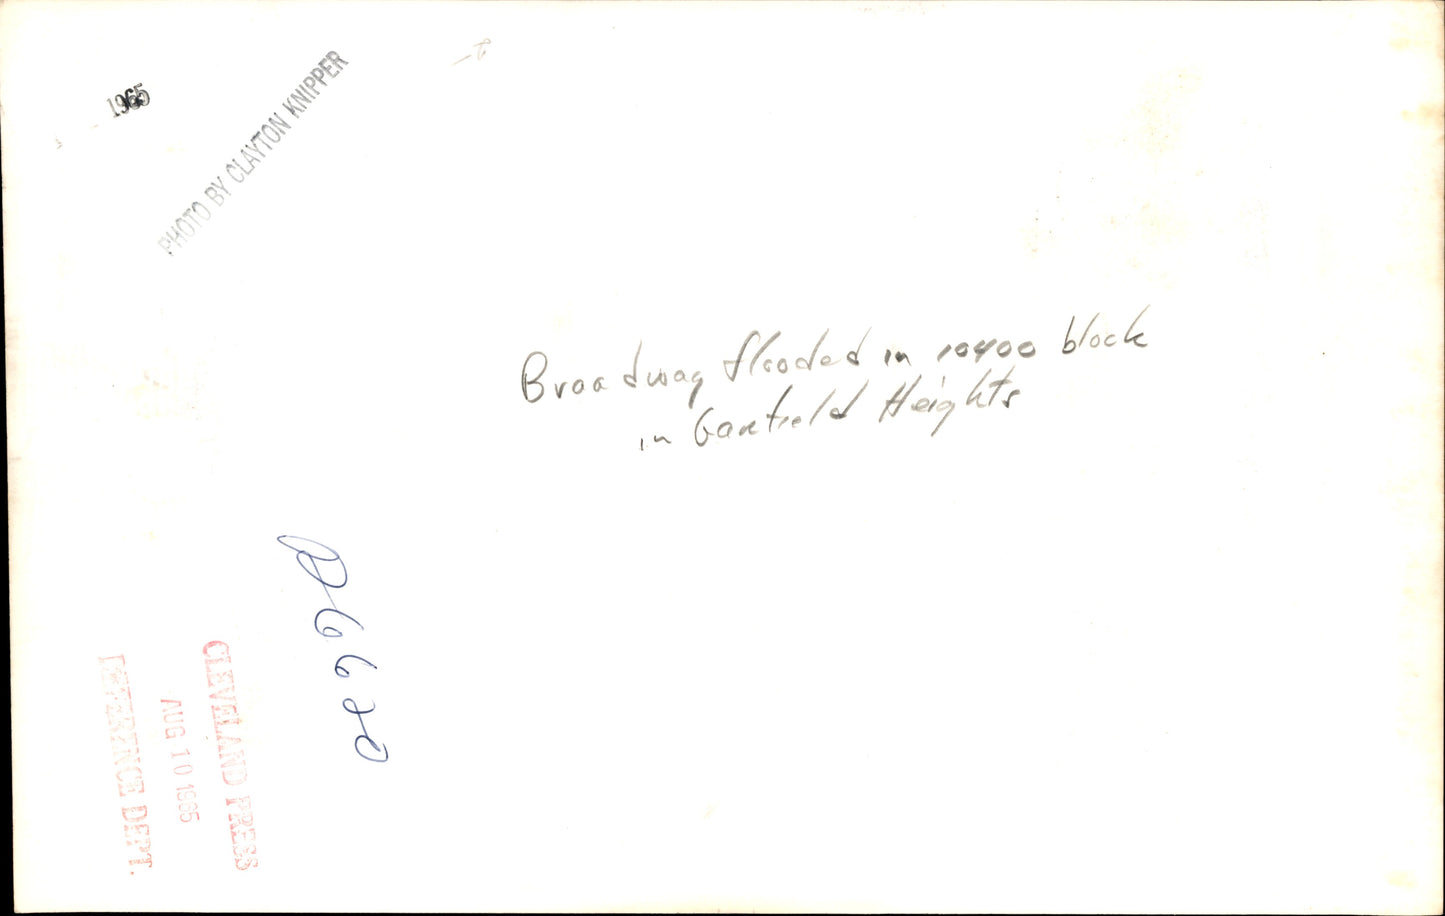 1965
PHOTO BY CLAYTON KNIPPER
Broadway flooded in 10400 block
in Garfield Heights
CLEVELAND PRESS
AUG 10 1965
REFERENCE DEPT.